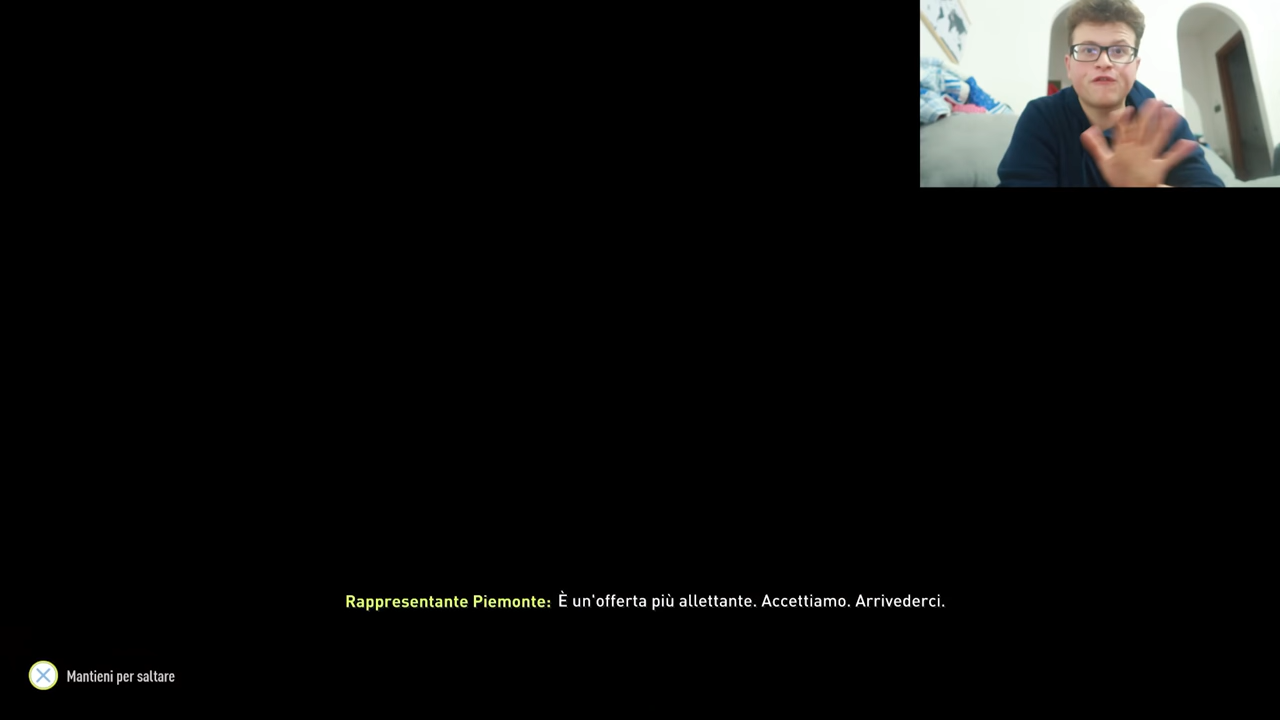 Rappresentante Piemonte: È un'offerta più allettante. Accettiamo. Arrivederci.
Mantieni per saltare